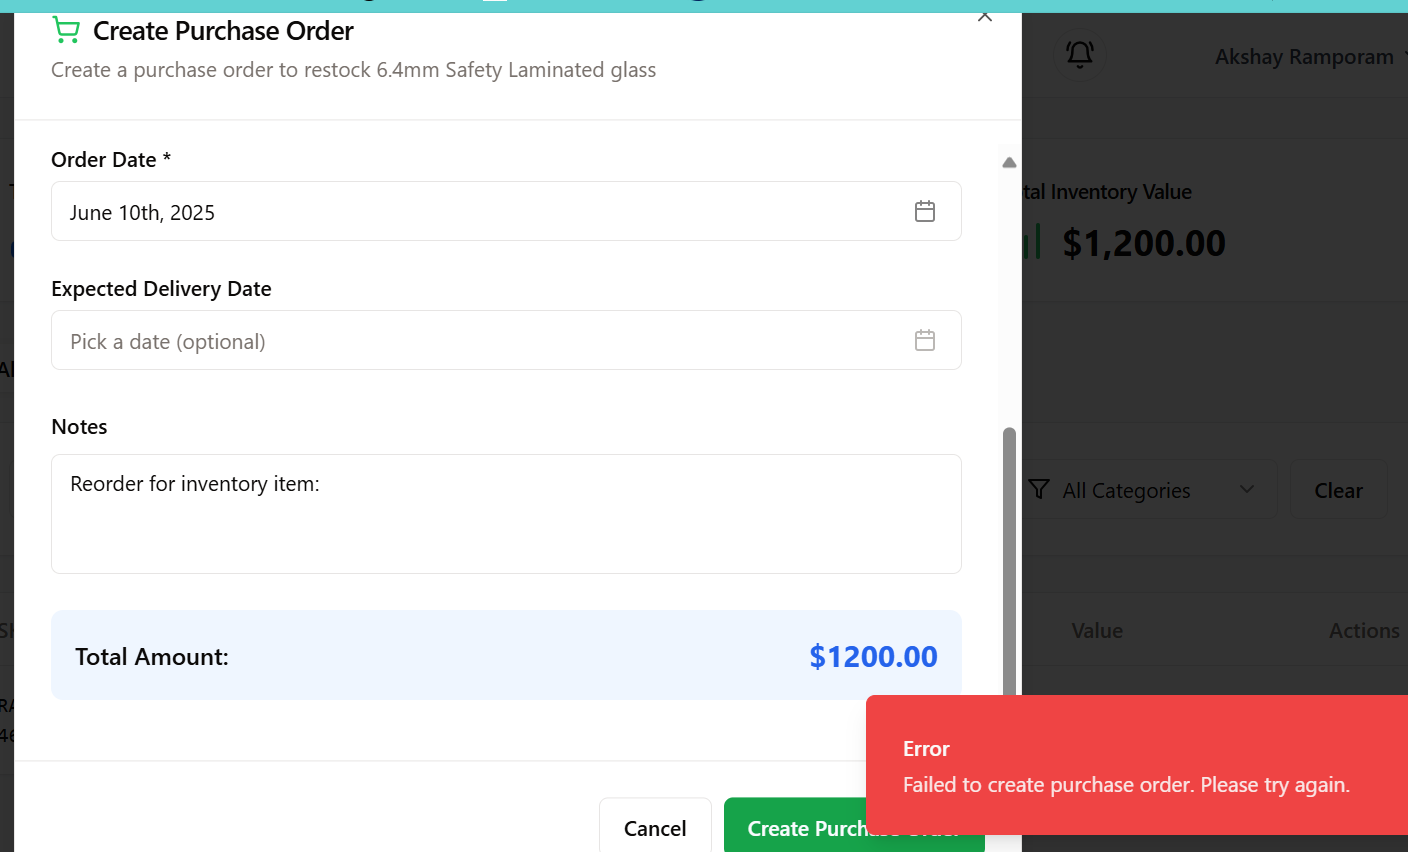 Create Purchase Order
Create a purchase order to restock 6.4mm Safety Laminated glass
Akshay Ramporam
Order Date *
June 10th, 2025
tal Inventory Value
$1,200.00
Expected Delivery Date
Pick a date (optional)
Notes
Reorder for inventory item:
All Categories
Clear
Total Amount:
$1200.00
Value
Actions
Error
Failed to create purchase order. Please try again.
Cancel
Create Purchase Order